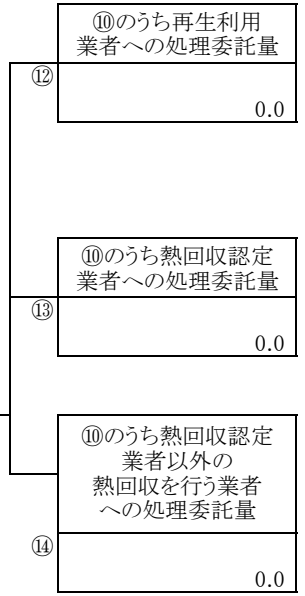 ⑩のうち再生利用
業者への処理委託量
⑫
0.0
⑩のうち熱回収認定
業者への処理委託量
⑬
0.0
⑩のうち熱回収認定
業者以外の
熱回収を行う業者
への処理委託量
⑭
0.0